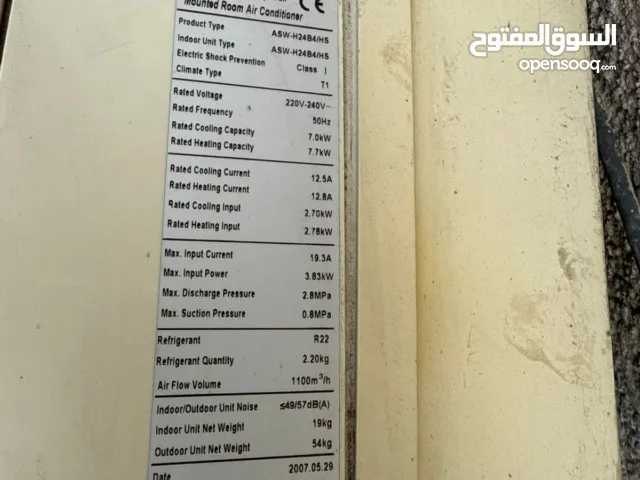 Mounted Room Air Conditioner CE
Product Type ASW-H24B4/HS
Indoor Unit Type ASW-H24B4/HS
Electric Shock Prevention Class I
Climate Type T1
Rated Voltage 220V-240V~
Rated Frequency 50Hz
Rated Cooling Capacity 7.0kW
Rated Heating Capacity 7.7kW
Rated Cooling Current 12.5A
Rated Heating Current 12.8A
Rated Cooling Input 2.70kW
Rated Heating Input 2.78kW
Max. Input Current 19.3A
Max. Input Power 3.83kW
Max. Discharge Pressure 2.8MPa
Max. Suction Pressure 0.8MPa
Refrigerant R22
Refrigerant Quantity 2.20kg
Air Flow Volume 1100m³/h
Indoor/Outdoor Unit Noise ≤49/57dB(A)
Indoor Unit Net Weight 19kg
Outdoor Unit Net Weight 54kg
Date 2007.05.29
السوق المفتوح
opensooq.com